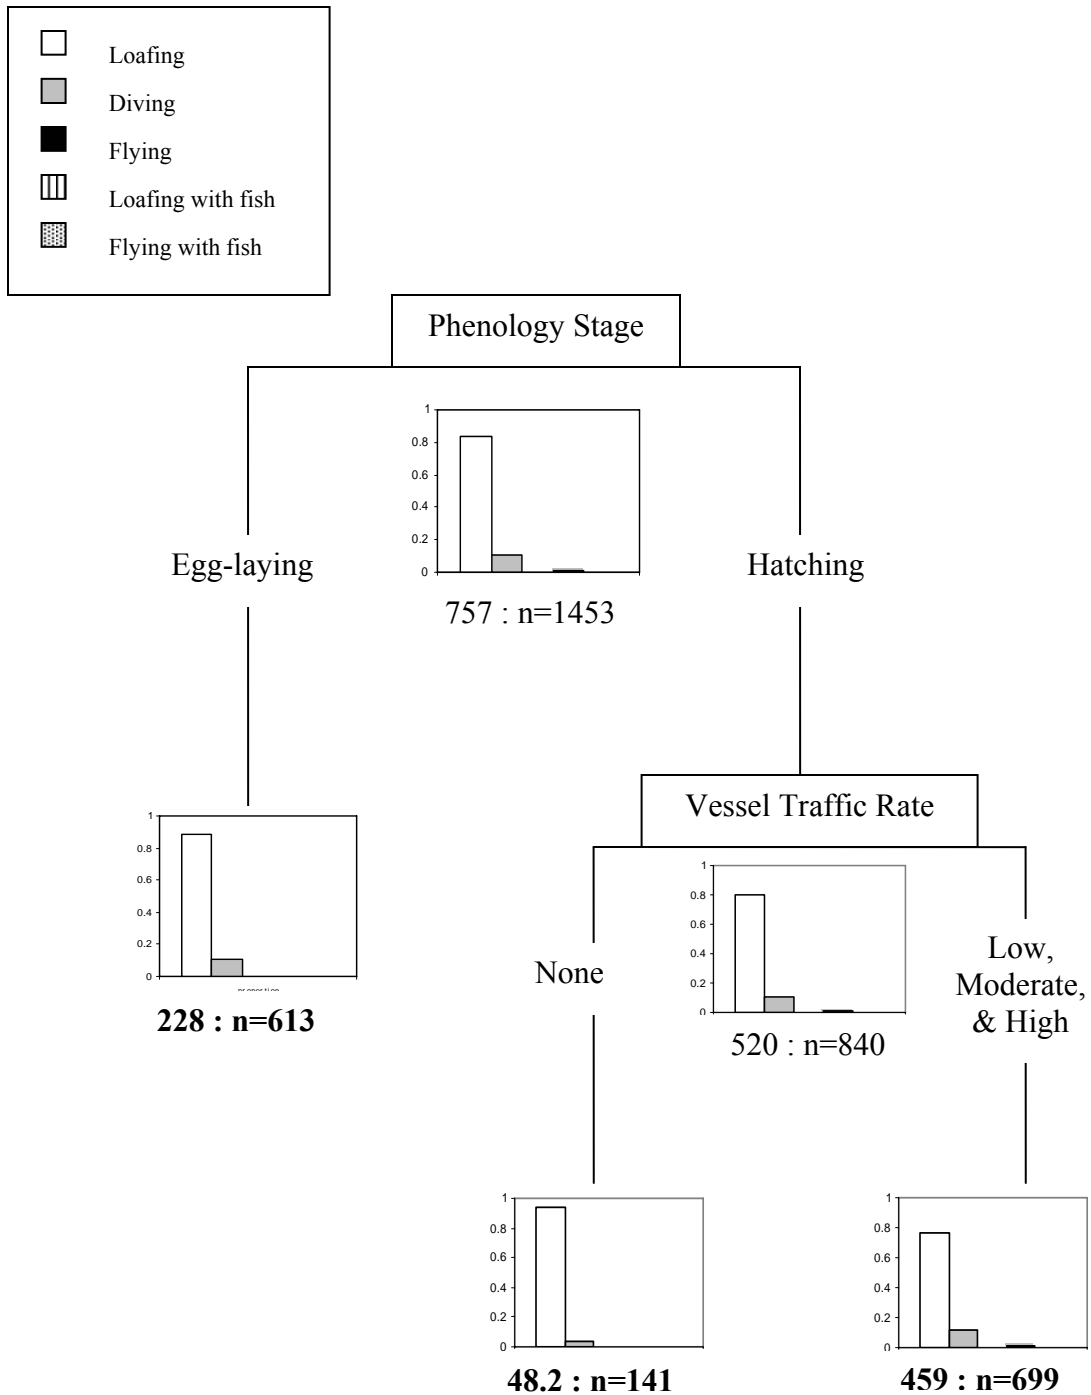 Loafing
Diving
Flying
Loafing with fish
Flying with fish
Phenology Stage
1
0.8
0.6
0.4
0.2
0
757 : n=1453
Egg-laying
Hatching
1
0.8
0.6
0.4
0.2
0
228 : n=613
Vessel Traffic Rate
1
0.8
0.6
0.4
0.2
0
520 : n=840
None
Low,
Moderate,
& High
1
0.8
0.6
0.4
0.2
0
48.2 : n=141
1
0.8
0.6
0.4
0.2
0
459 : n=699